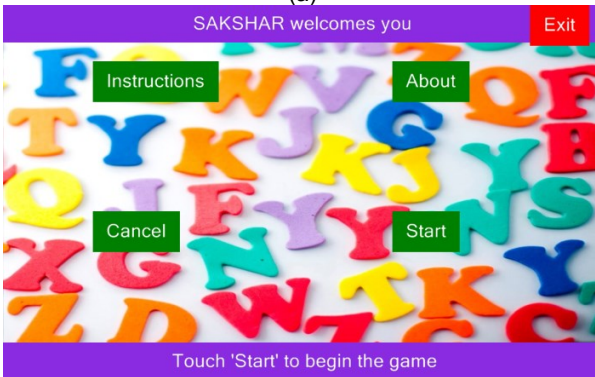 (a)
SAKSHAR welcomes you
Exit
Instructions
About
Cancel
Start
Touch 'Start' to begin the game